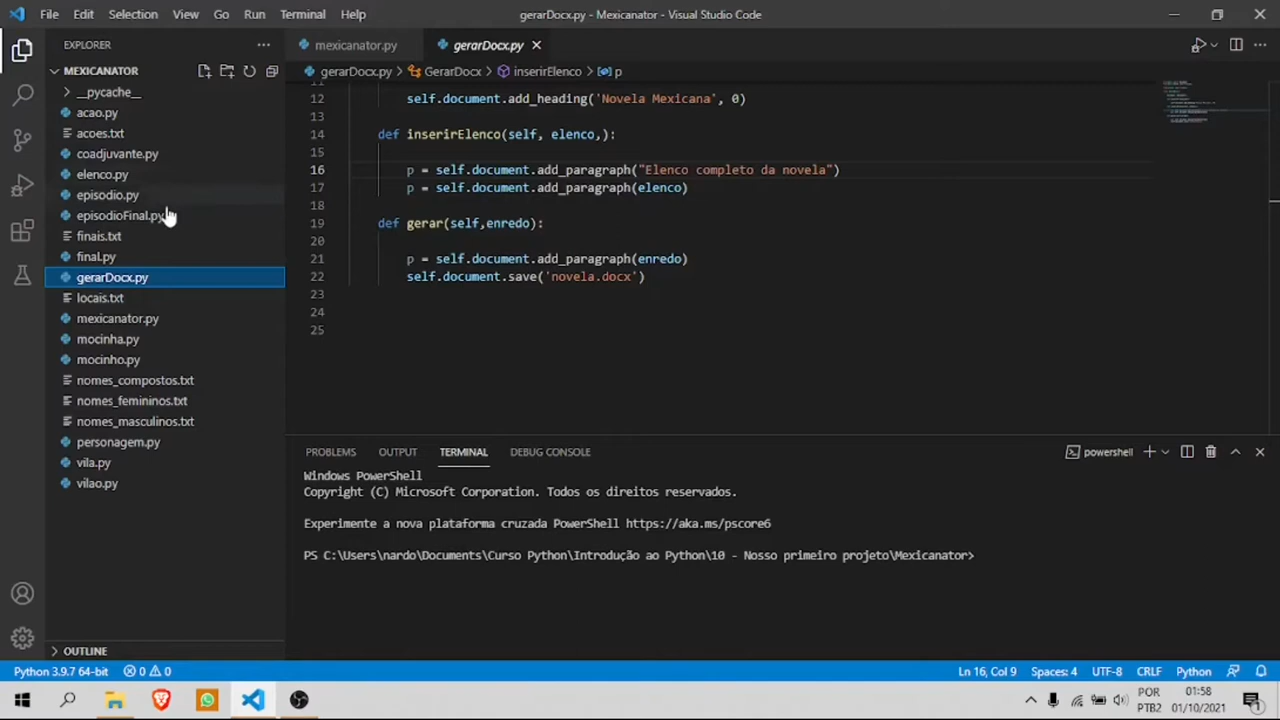 File Edit Selection View Go Run Terminal Help gerarDocx.py - Mexicanator - Visual Studio Code
EXPLORER
MEXICANATOR
__pycache__
acao.py
acoes.txt
coadjuvante.py
elenco.py
episodio.py
episodioFinal.py
finais.txt
final.py
gerarDocx.py
locais.txt
mexicanator.py
mocinha.py
mocinho.py
nomes_compostos.txt
nomes_femininos.txt
nomes_masculinos.txt
personagem.py
vila.py
vilao.py
OUTLINE
mexicanator.py gerarDocx.py
gerarDocx.py > GerarDocx > inserirElenco > p
11
12 self.document.add_heading('Novela Mexicana', 0)
13
14 def inserirElenco(self, elenco,):
15
16 p = self.document.add_paragraph("Elenco completo da novela")
17 p = self.document.add_paragraph(elenco)
18
19 def gerar(self,enredo):
20
21 p = self.document.add_paragraph(enredo)
22 self.document.save('novela.docx')
23
24
25
PROBLEMS OUTPUT TERMINAL DEBUG CONSOLE powershell
Windows PowerShell
Copyright (C) Microsoft Corporation. Todos os direitos reservados.
Experimente a nova plataforma cruzada PowerShell https://aka.ms/pscore6
PS C:\Users\nardo\Documents\Curso Python\Introdução ao Python\10 - Nosso primeiro projeto\Mexicanator>
Python 3.9.7 64-bit 0 0 Ln 16, Col 9 Spaces: 4 UTF-8 CRLF Python
POR 01:58
PTB2 01/10/2021 1